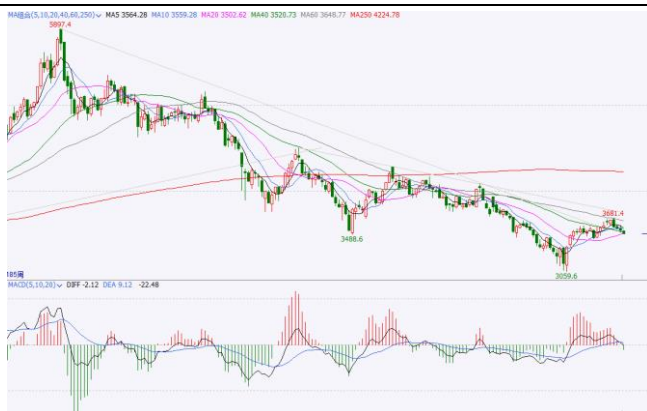 MA组合(5,10,20,40,60,250) MA5 3564.28 MA10 3559.28 MA20 3502.62 MA40 3520.73 MA60 3648.77 MA250 4224.78
5897.4
3681.4
3488.6
3059.6
185周
MACD(5,10,26) DIFF -2.12 DEA 9.12 -22.48